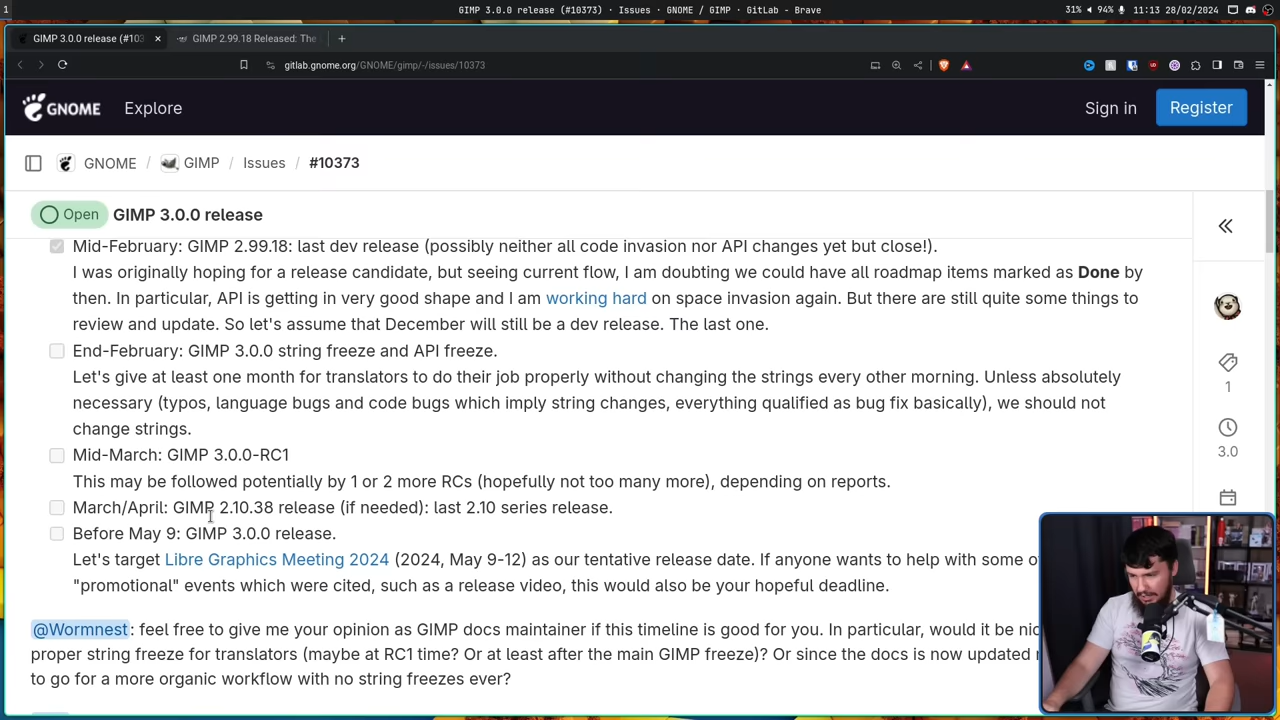 1
GIMP 3.0.0 release (#10373) · Issues · GNOME / GIMP · GitLab - Brave
31% 94% 11:13 28/02/2024
GIMP 3.0.0 release (#103
GIMP 2.99.18 Released: The
gitlab.gnome.org/GNOME/gimp/-/issues/10373
GNOME Explore Sign in Register
GNOME / GIMP / Issues / #10373
Open GIMP 3.0.0 release
Mid-February: GIMP 2.99.18: last dev release (possibly neither all code invasion nor API changes yet but close!).
I was originally hoping for a release candidate, but seeing current flow, I am doubting we could have all roadmap items marked as Done by
then. In particular, API is getting in very good shape and I am working hard on space invasion again. But there are still quite some things to
review and update. So let's assume that December will still be a dev release. The last one.
End-February: GIMP 3.0.0 string freeze and API freeze.
Let's give at least one month for translators to do their job properly without changing the strings every other morning. Unless absolutely
necessary (typos, language bugs and code bugs which imply string changes, everything qualified as bug fix basically), we should not
change strings.
Mid-March: GIMP 3.0.0-RC1
This may be followed potentially by 1 or 2 more RCs (hopefully not too many more), depending on reports.
March/April: GIMP 2.10.38 release (if needed): last 2.10 series release.
Before May 9: GIMP 3.0.0 release.
Let's target Libre Graphics Meeting 2024 (2024, May 9-12) as our tentative release date. If anyone wants to help with some o
"promotional" events which were cited, such as a release video, this would also be your hopeful deadline.
@Wormnest: feel free to give me your opinion as GIMP docs maintainer if this timeline is good for you. In particular, would it be nic
proper string freeze for translators (maybe at RC1 time? Or at least after the main GIMP freeze)? Or since the docs is now updated
to go for a more organic workflow with no string freezes ever?
1
3.0